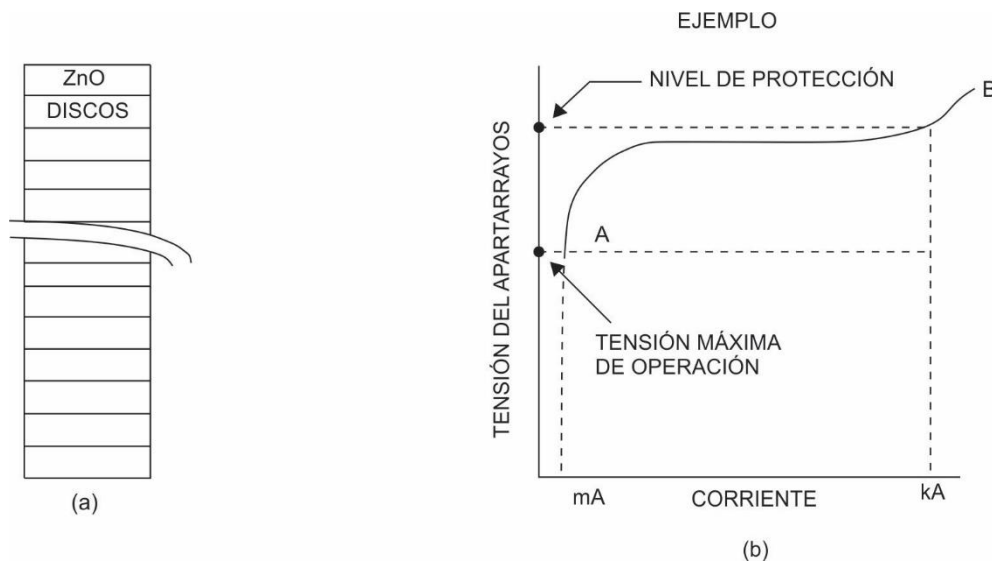 EJEMPLO
ZnO
DISCOS
(a)
TENSIÓN DEL APARTARRAYOS
NIVEL DE PROTECCIÓN
B
A
TENSIÓN MÁXIMA
DE OPERACIÓN
mA
CORRIENTE
kA
(b)